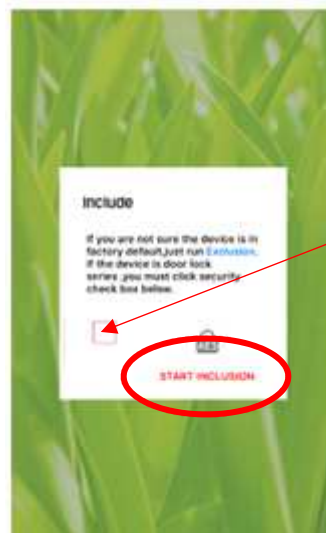 Include
If you are not sure the device is in
factory default,just run Exclusion.
If the device is door lock
series ,you must click security
check box below.
START INCLUSION